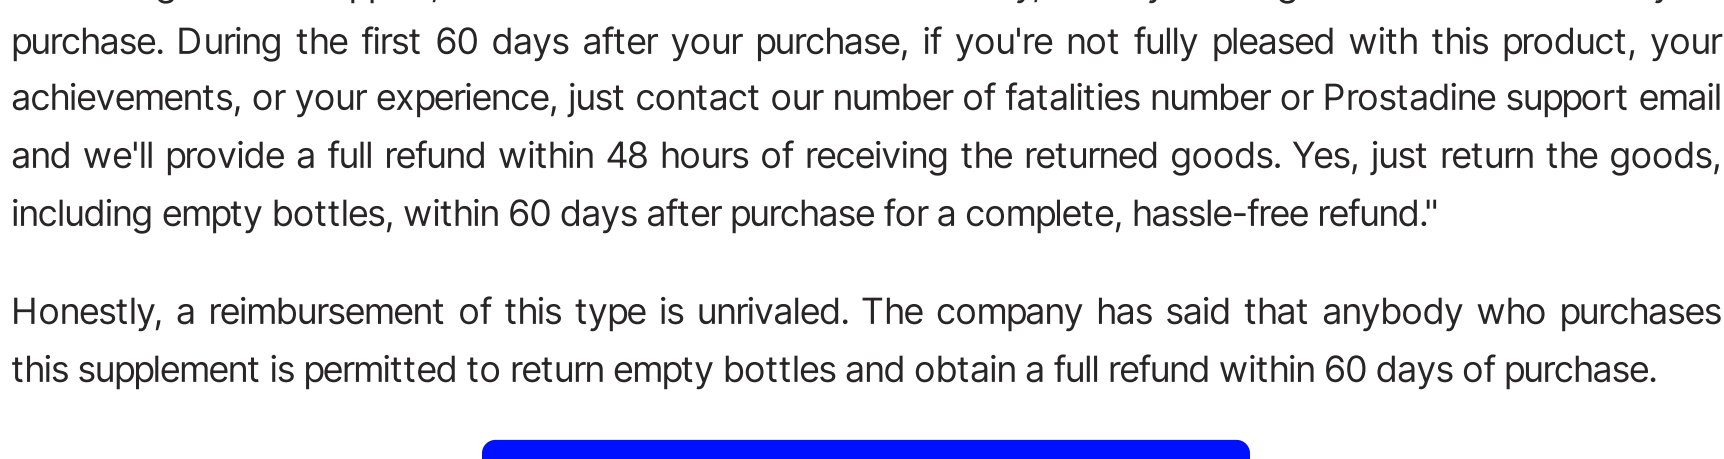 purchase. During the first 60 days after your purchase, if you're not fully pleased with this product, your
achievements, or your experience, just contact our number of fatalities number or Prostadine support email
and we'll provide a full refund within 48 hours of receiving the returned goods. Yes, just return the goods,
including empty bottles, within 60 days after purchase for a complete, hassle-free refund."
Honestly, a reimbursement of this type is unrivaled. The company has said that anybody who purchases
this supplement is permitted to return empty bottles and obtain a full refund within 60 days of purchase.